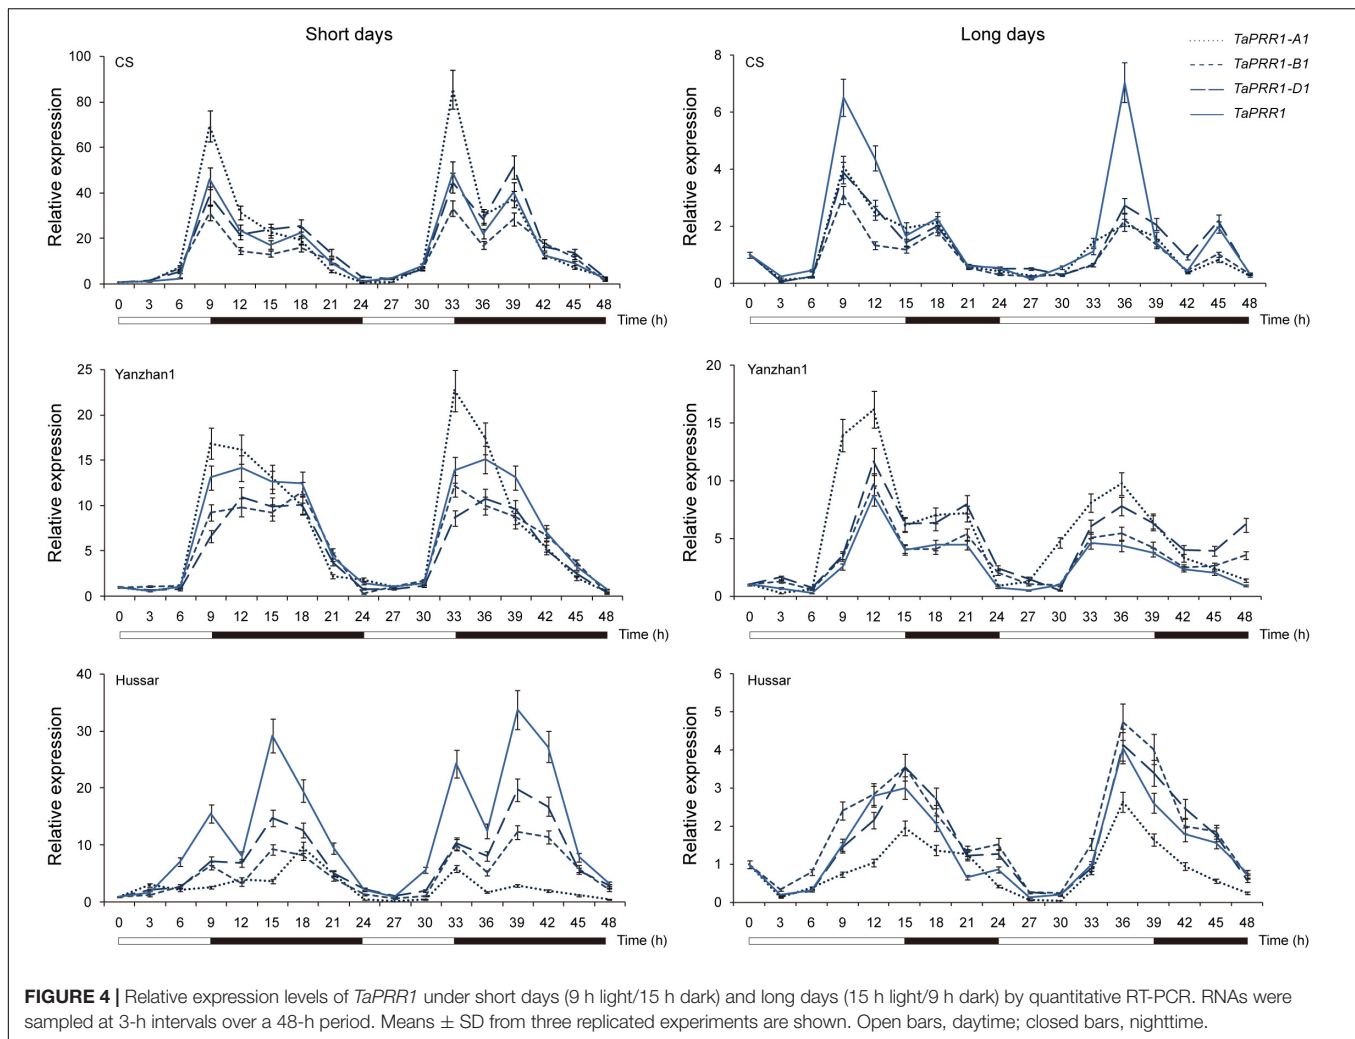 Short days
Long days
TaPRR1-A1
TaPRR1-B1
TaPRR1-D1
TaPRR1
CS
Relative expression
100
80
60
40
20
0
0 3 6 9 12 15 18 21 24 27 30 33 36 39 42 45 48
Time (h)
CS
Relative expression
8
6
4
2
0
0 3 6 9 12 15 18 21 24 27 30 33 36 39 42 45 48
Time (h)
Yanzhan1
Relative expression
25
20
15
10
5
0
0 3 6 9 12 15 18 21 24 27 30 33 36 39 42 45 48
Time (h)
Yanzhan1
Relative expression
20
15
10
5
0
0 3 6 9 12 15 18 21 24 27 30 33 36 39 42 45 48
Time (h)
Hussar
Relative expression
40
30
20
10
0
0 3 6 9 12 15 18 21 24 27 30 33 36 39 42 45 48
Time (h)
Hussar
Relative expression
6
5
4
3
2
1
0
0 3 6 9 12 15 18 21 24 27 30 33 36 39 42 45 48
Time (h)
FIGURE 4 | Relative expression levels of TaPRR1 under short days (9 h light/15 h dark) and long days (15 h light/9 h dark) by quantitative RT-PCR. RNAs were
sampled at 3-h intervals over a 48-h period. Means ± SD from three replicated experiments are shown. Open bars, daytime; closed bars, nighttime.